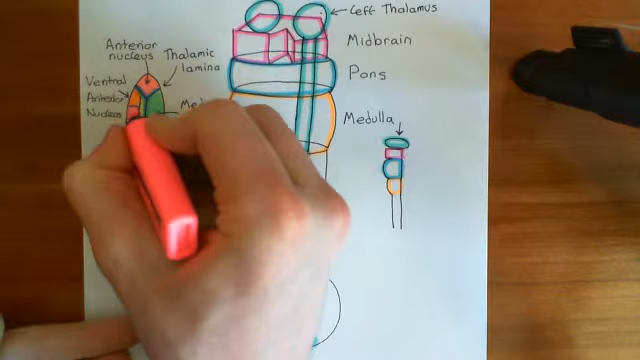 Left Thalamus
Anterior
nucleus
Thalamic
lamina
Midbrain
Ventral
Anterior
Nucleus
Pons
Medulla